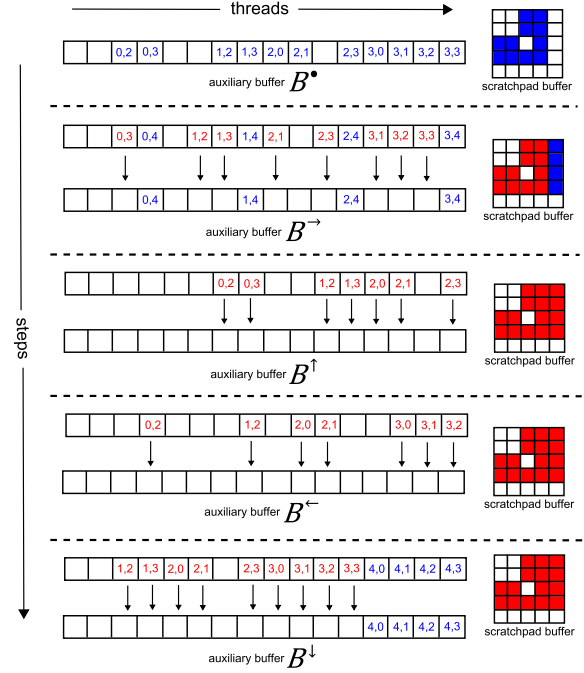 threads
0,2 0,3 1,2 1,3 2,0 2,1 2,3 3,0 3,1 3,2 3,3
auxiliary buffer B•
scratchpad buffer
0,3 0,4 1,2 1,3 1,4 2,1 2,3 2,4 3,1 3,2 3,3 3,4
0,4 1,4 2,4 3,4
auxiliary buffer B→
scratchpad buffer
0,2 0,3 1,2 1,3 2,0 2,1 2,3
auxiliary buffer B↑
scratchpad buffer
steps
0,2 1,2 2,0 2,1 3,0 3,1 3,2
auxiliary buffer B←
scratchpad buffer
1,2 1,3 2,0 2,1 2,3 3,0 3,1 3,2 3,3 4,0 4,1 4,2 4,3
4,0 4,1 4,2 4,3
auxiliary buffer B↓
scratchpad buffer